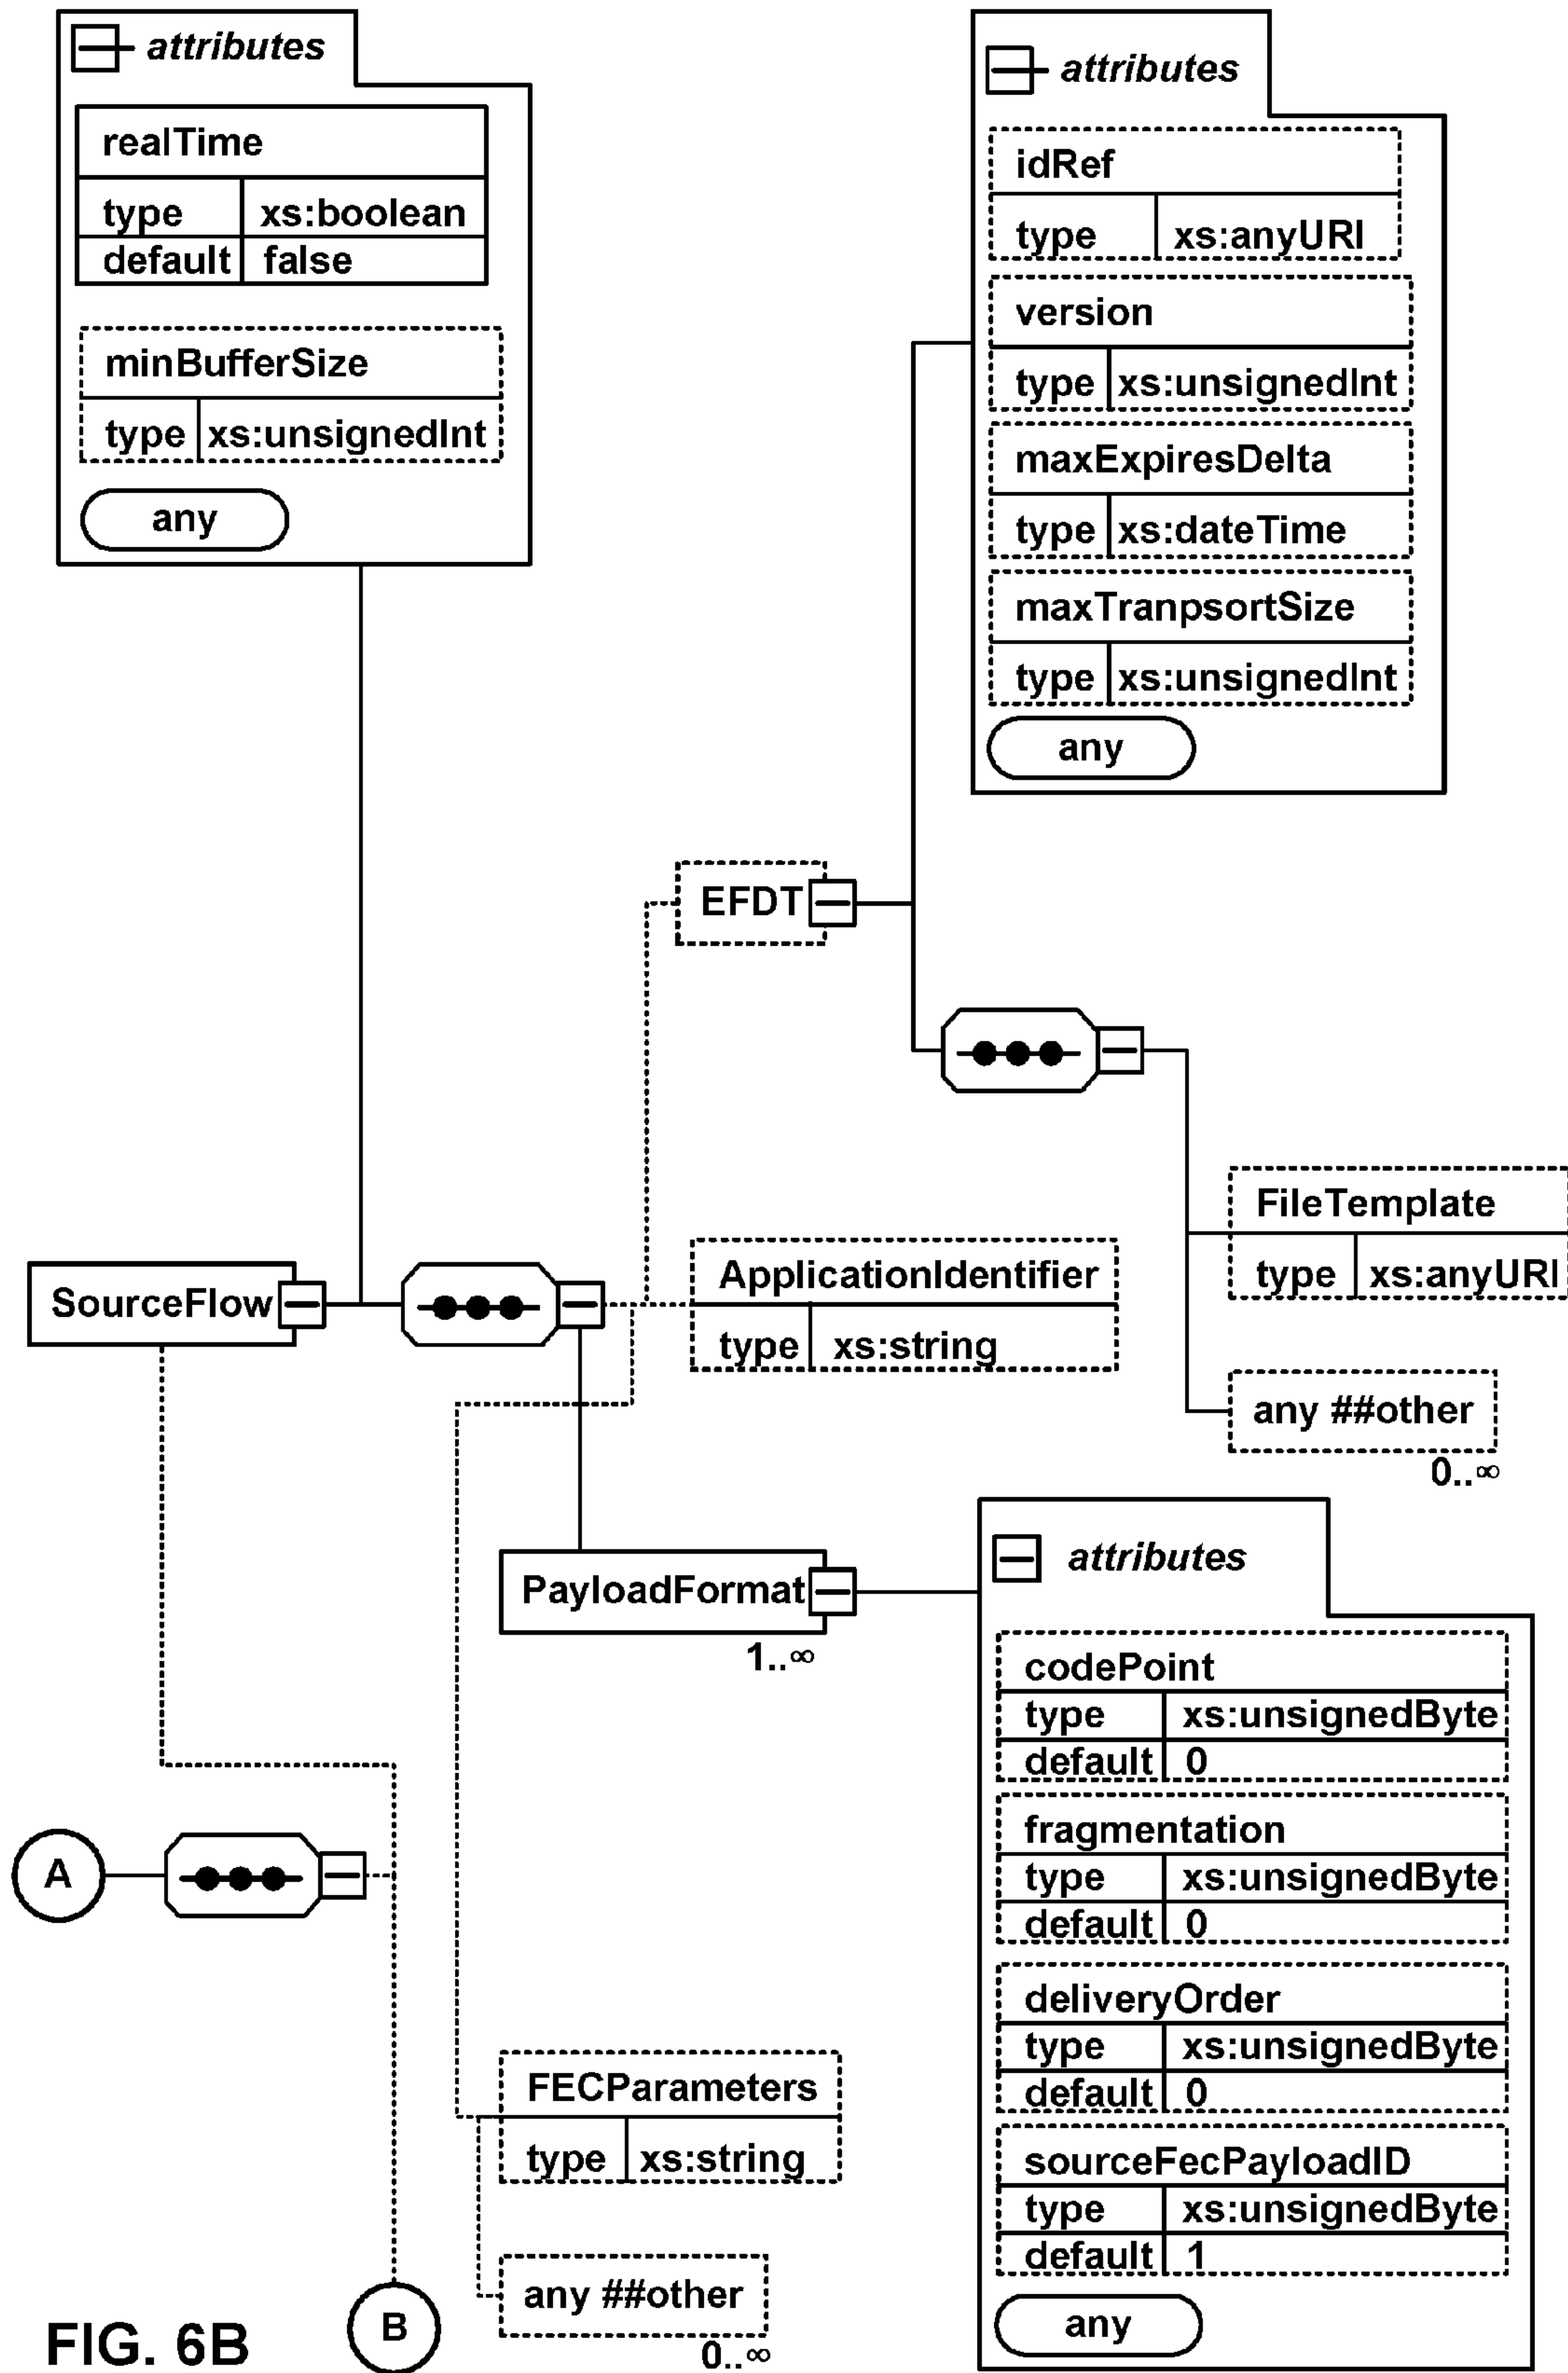 attributes
realTime
type xs:boolean
default false
minBufferSize
type xs:unsignedInt
any
attributes
idRef
type xs:anyURI
version
type xs:unsignedInt
maxExpiresDelta
type xs:dateTime
maxTranpsortSize
type xs:unsignedInt
any
EFDT
FileTemplate
type xs:anyURI
any ##other
0..∞
SourceFlow
ApplicationIdentifier
type xs:string
PayloadFormat
1..∞
attributes
codePoint
type xs:unsignedByte
default 0
fragmentation
type xs:unsignedByte
default 0
deliveryOrder
type xs:unsignedByte
default 0
sourceFecPayloadID
type xs:unsignedByte
default 1
any
A
FECParameters
type xs:string
any ##other
0..∞
B
FIG. 6B